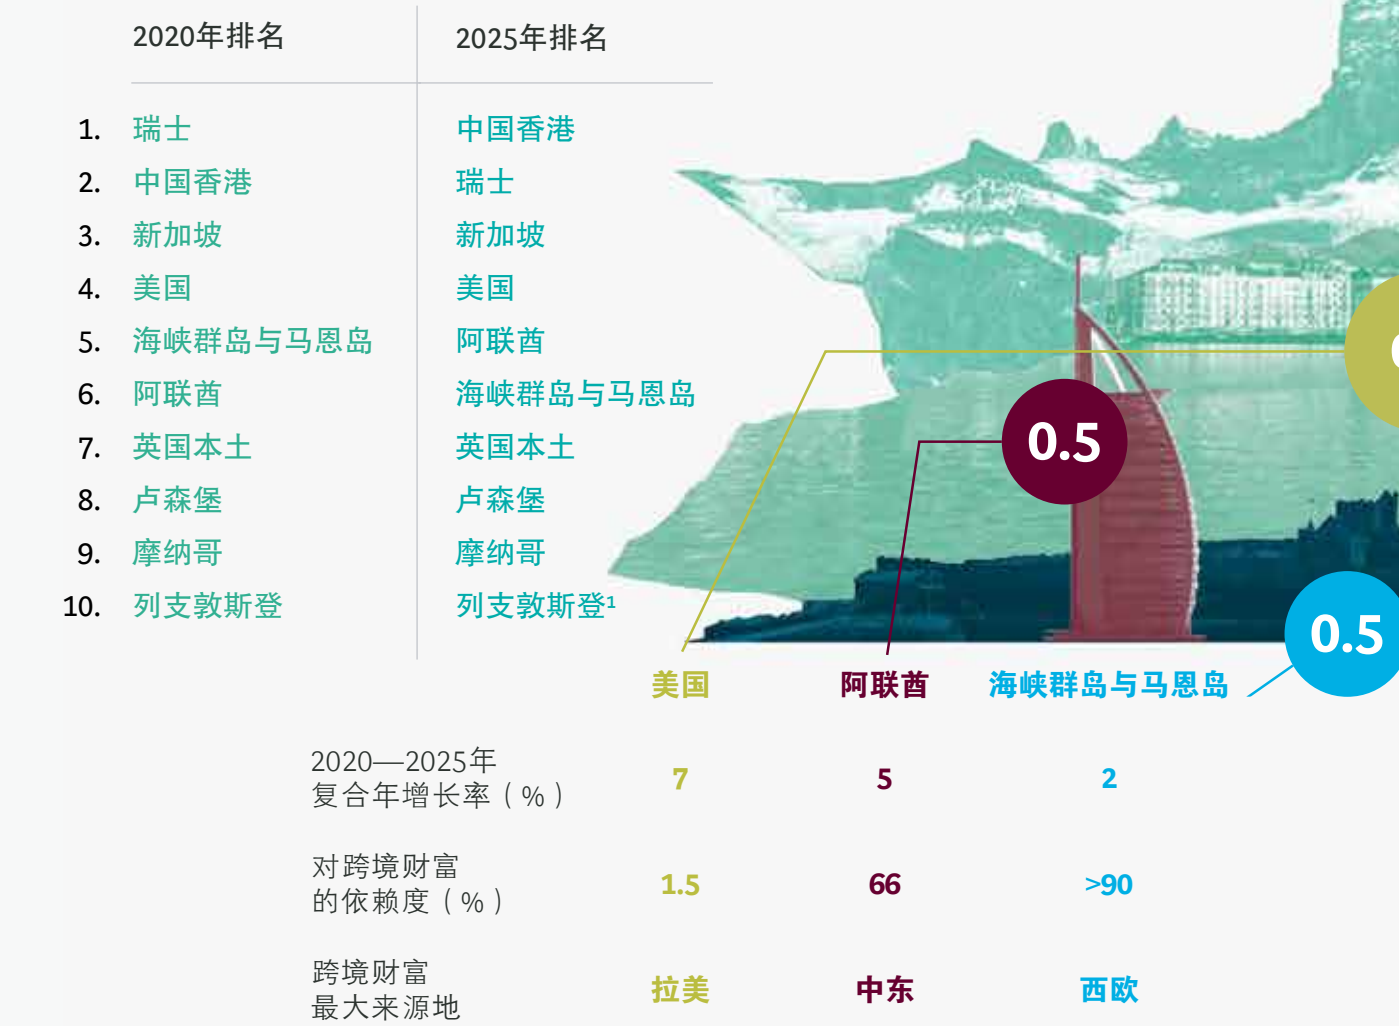 2020年排名 2025年排名
1. 瑞士 中国香港
2. 中国香港 瑞士
3. 新加坡 新加坡
4. 美国 美国
5. 海峡群岛与马恩岛 阿联酋
6. 阿联酋 海峡群岛与马恩岛
7. 英国本土 英国本土
8. 卢森堡 卢森堡
9. 摩纳哥 摩纳哥
10. 列支敦斯登 列支敦斯登¹
0.5
0.5
美国 阿联酋 海峡群岛与马恩岛
2020—2025年
复合年增长率（%） 7 5 2
对跨境财富
的依赖度（%） 1.5 66 >90
跨境财富
最大来源地 拉美 中东 西欧